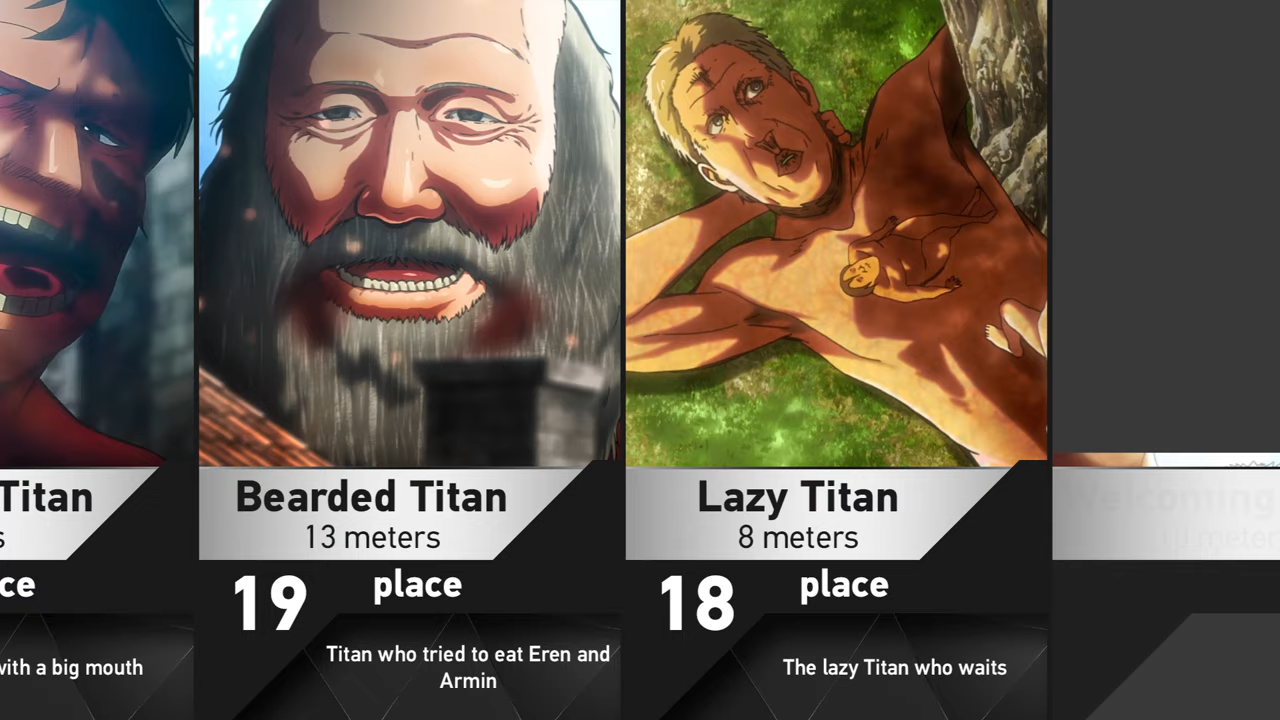 Titan
s
ce
with a big mouth
Bearded Titan
13 meters
19
place
Titan who tried to eat Eren and
Armin
Lazy Titan
8 meters
18
place
The lazy Titan who waits
Welcoming